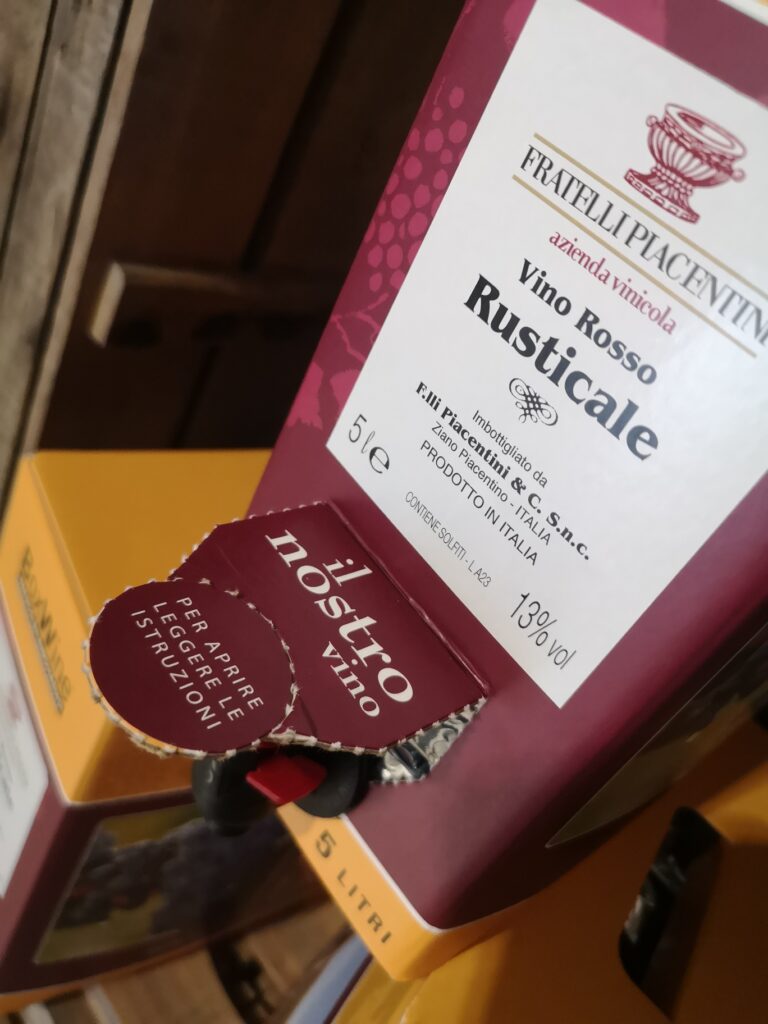 FRATELLI PIACENTINI
azienda vinicola
Vino Rosso
Rusticale
Imbottigliato da
F.lli Piacentini & C. S.n.c.
Ziano Piacentino - ITALIA
PRODOTTO IN ITALIA
5 l e
CONTIENE SOLFITI - L A23
13% vol
il
nostro
vino
PER APRIRE
LEGGERE LE
ISTRUZIONI
5 LITRI